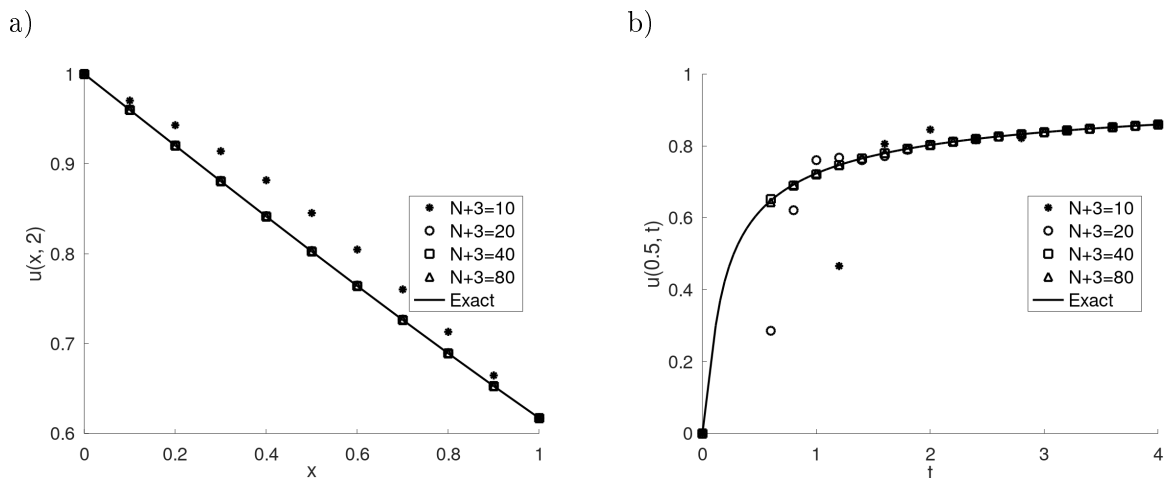 a)
1
0.9
0.8
0.7
0.6
u(x, 2)
0
0.2
0.4
0.6
0.8
1
x
N+3=10
N+3=20
N+3=40
N+3=80
Exact
b)
1
0.8
0.6
0.4
0.2
0
u(0.5, t)
0
1
2
3
4
t
N+3=10
N+3=20
N+3=40
N+3=80
Exact